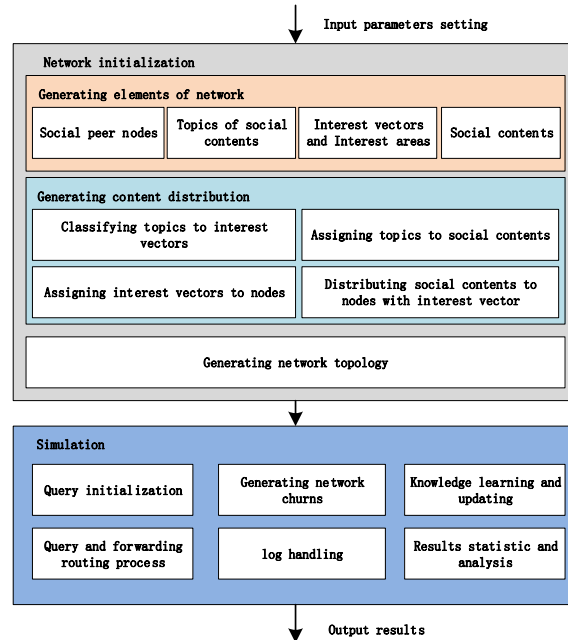 Input parameters setting
Network initialization
Generating elements of network
Social peer nodes
Topics of social
contents
Interest vectors
and Interest areas
Social contents
Generating content distribution
Classifying topics to interest
vectors
Assigning topics to social contents
Assigning interest vectors to nodes
Distributing social contents to
nodes with interest vector
Generating network topology
Simulation
Query initialization
Generating network
churns
Knowledge learning and
updating
Query and forwarding
routing process
log handling
Results statistic and
analysis
Output results